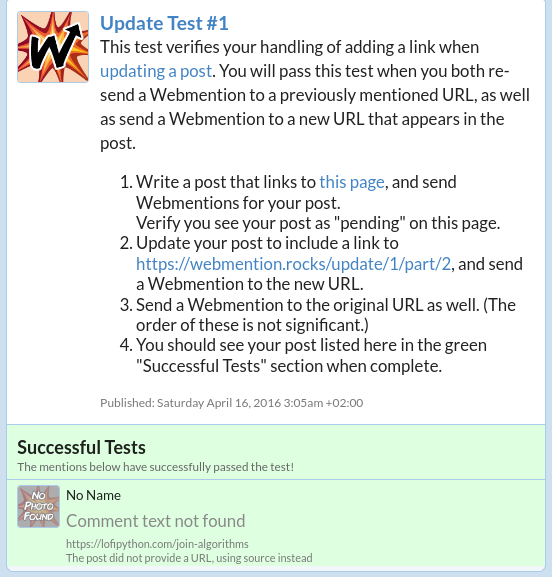 Update Test #1
This test verifies your handling of adding a link when
updating a post. You will pass this test when you both re-
send a Webmention to a previously mentioned URL, as well
as send a Webmention to a new URL that appears in the
post.
1. Write a post that links to this page, and send
Webmentions for your post.
Verify you see your post as "pending" on this page.
2. Update your post to include a link to
https://webmention.rocks/update/1/part/2, and send
a Webmention to the new URL.
3. Send a Webmention to the original URL as well. (The
order of these is not significant.)
4. You should see your post listed here in the green
"Successful Tests" section when complete.
Published: Saturday April 16, 2016 3:05am +02:00
Successful Tests
The mentions below have successfully passed the test!
NO
PHOTO
FOUND
No Name
Comment text not found
https://lofipython.com/join-algorithms
The post did not provide a URL, using source instead